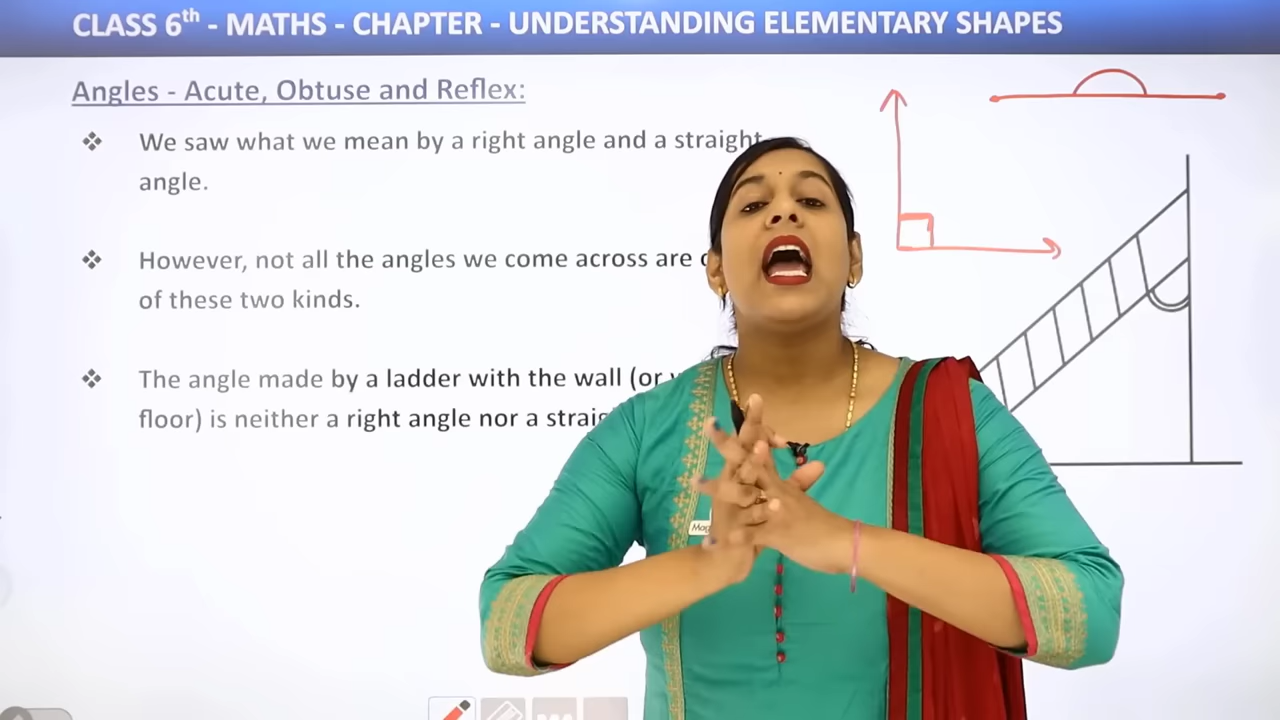 CLASS 6th - MATHS - CHAPTER - UNDERSTANDING ELEMENTARY SHAPES
Angles - Acute, Obtuse and Reflex:
❖ We saw what we mean by a right angle and a straight
angle.
❖ However, not all the angles we come across are
of these two kinds.
❖ The angle made by a ladder with the wall (or
floor) is neither a right angle nor a